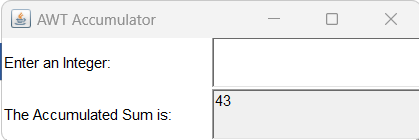 AWT Accumulator
Enter an Integer:
The Accumulated Sum is:
43